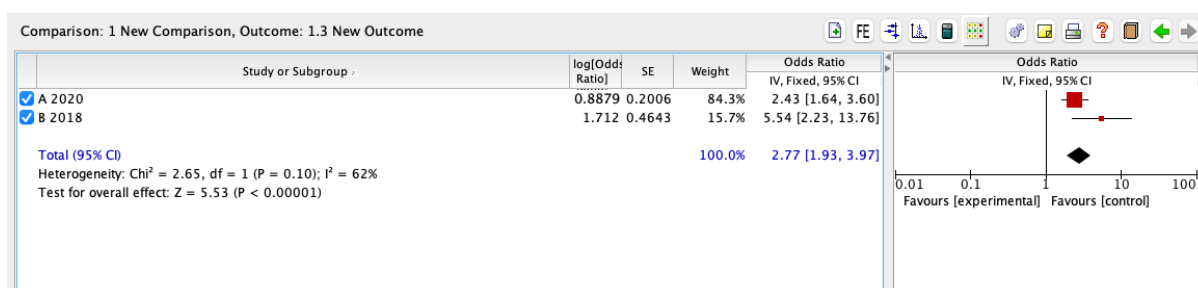 Comparison: 1 New Comparison, Outcome: 1.3 New Outcome
FE
Study or Subgroup
log[Odds Ratio]
SE
Weight
Odds Ratio
IV, Fixed, 95% CI
Odds Ratio
IV, Fixed, 95% CI
A 2020 0.8879 0.2006 84.3% 2.43 [1.64, 3.60]
B 2018 1.712 0.4643 15.7% 5.54 [2.23, 13.76]
Total (95% CI) 100.0% 2.77 [1.93, 3.97]
Heterogeneity: Chi² = 2.65, df = 1 (P = 0.10); I² = 62%
Test for overall effect: Z = 5.53 (P < 0.00001)
0.01 0.1 1 10 100
Favours [experimental] Favours [control]